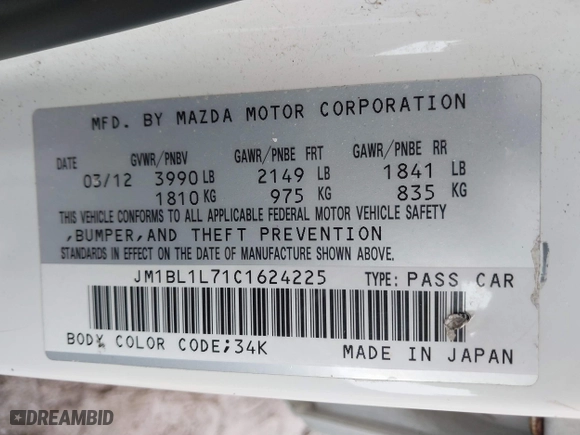 MFD. BY MAZDA MOTOR CORPORATION
DATE GVWR/PNBV GAWR/PNBE FRT GAWR/PNBE RR
03/12 3990 LB 2149 LB 1841 LB
1810 KG 975 KG 835 KG
THIS VEHICLE CONFORMS TO ALL APPLICABLE FEDERAL MOTOR VEHICLE SAFETY
,BUMPER,AND THEFT PREVENTION
STANDARDS IN EFFECT ON THE DATE OF MANUFACTURE SHOWN ABOVE.
JM1BL1L71C1624225 TYPE: PASS CAR
BODY COLOR CODE;34K MADE IN JAPAN
DREAMBID